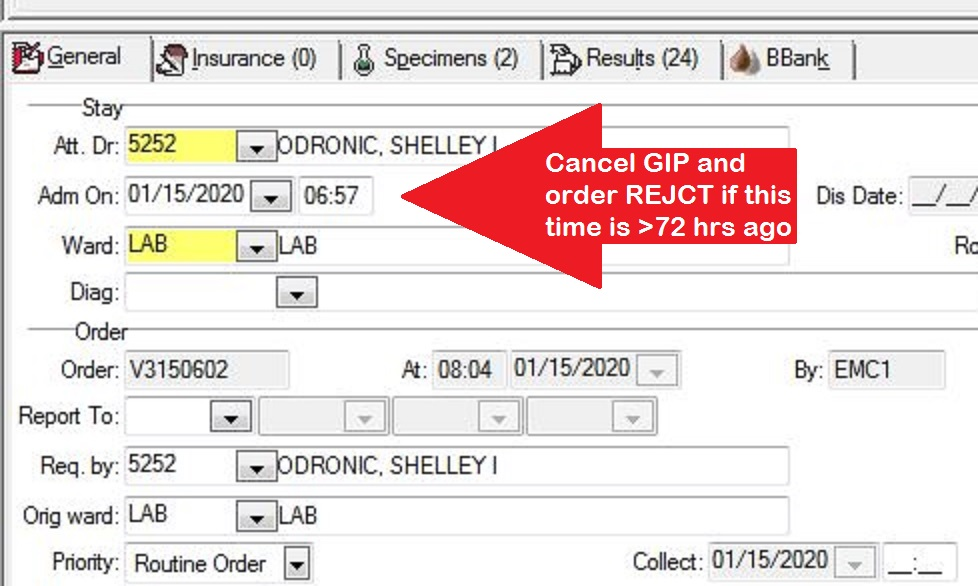 General Insurance (0) Specimens (2) Results (24) BBank
Stay
Att. Dr: 5252 ODRONIC, SHELLEY I
Cancel GIP and
order REJCT if this
time is >72 hrs ago
Adm On: 01/15/2020 06:57 Dis Date: __/__/
Ward: LAB LAB
Diag:
Order
Order: V3150602 At: 08:04 01/15/2020 By: EMC1
Report To:
Req. by: 5252 ODRONIC, SHELLEY I
Orig ward: LAB LAB
Priority: Routine Order Collect: 01/15/2020 __:__